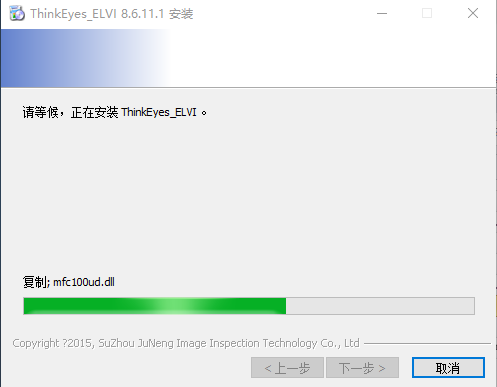 ThinkEyes_ELVI 8.6.11.1 安装
请等候，正在安装 ThinkEyes_ELVI 。
复制; mfc100ud.dll
Copyright ?2015, SuZhou JuNeng Image Inspection Technology Co., Ltd
< 上一步 下一步 > 取消